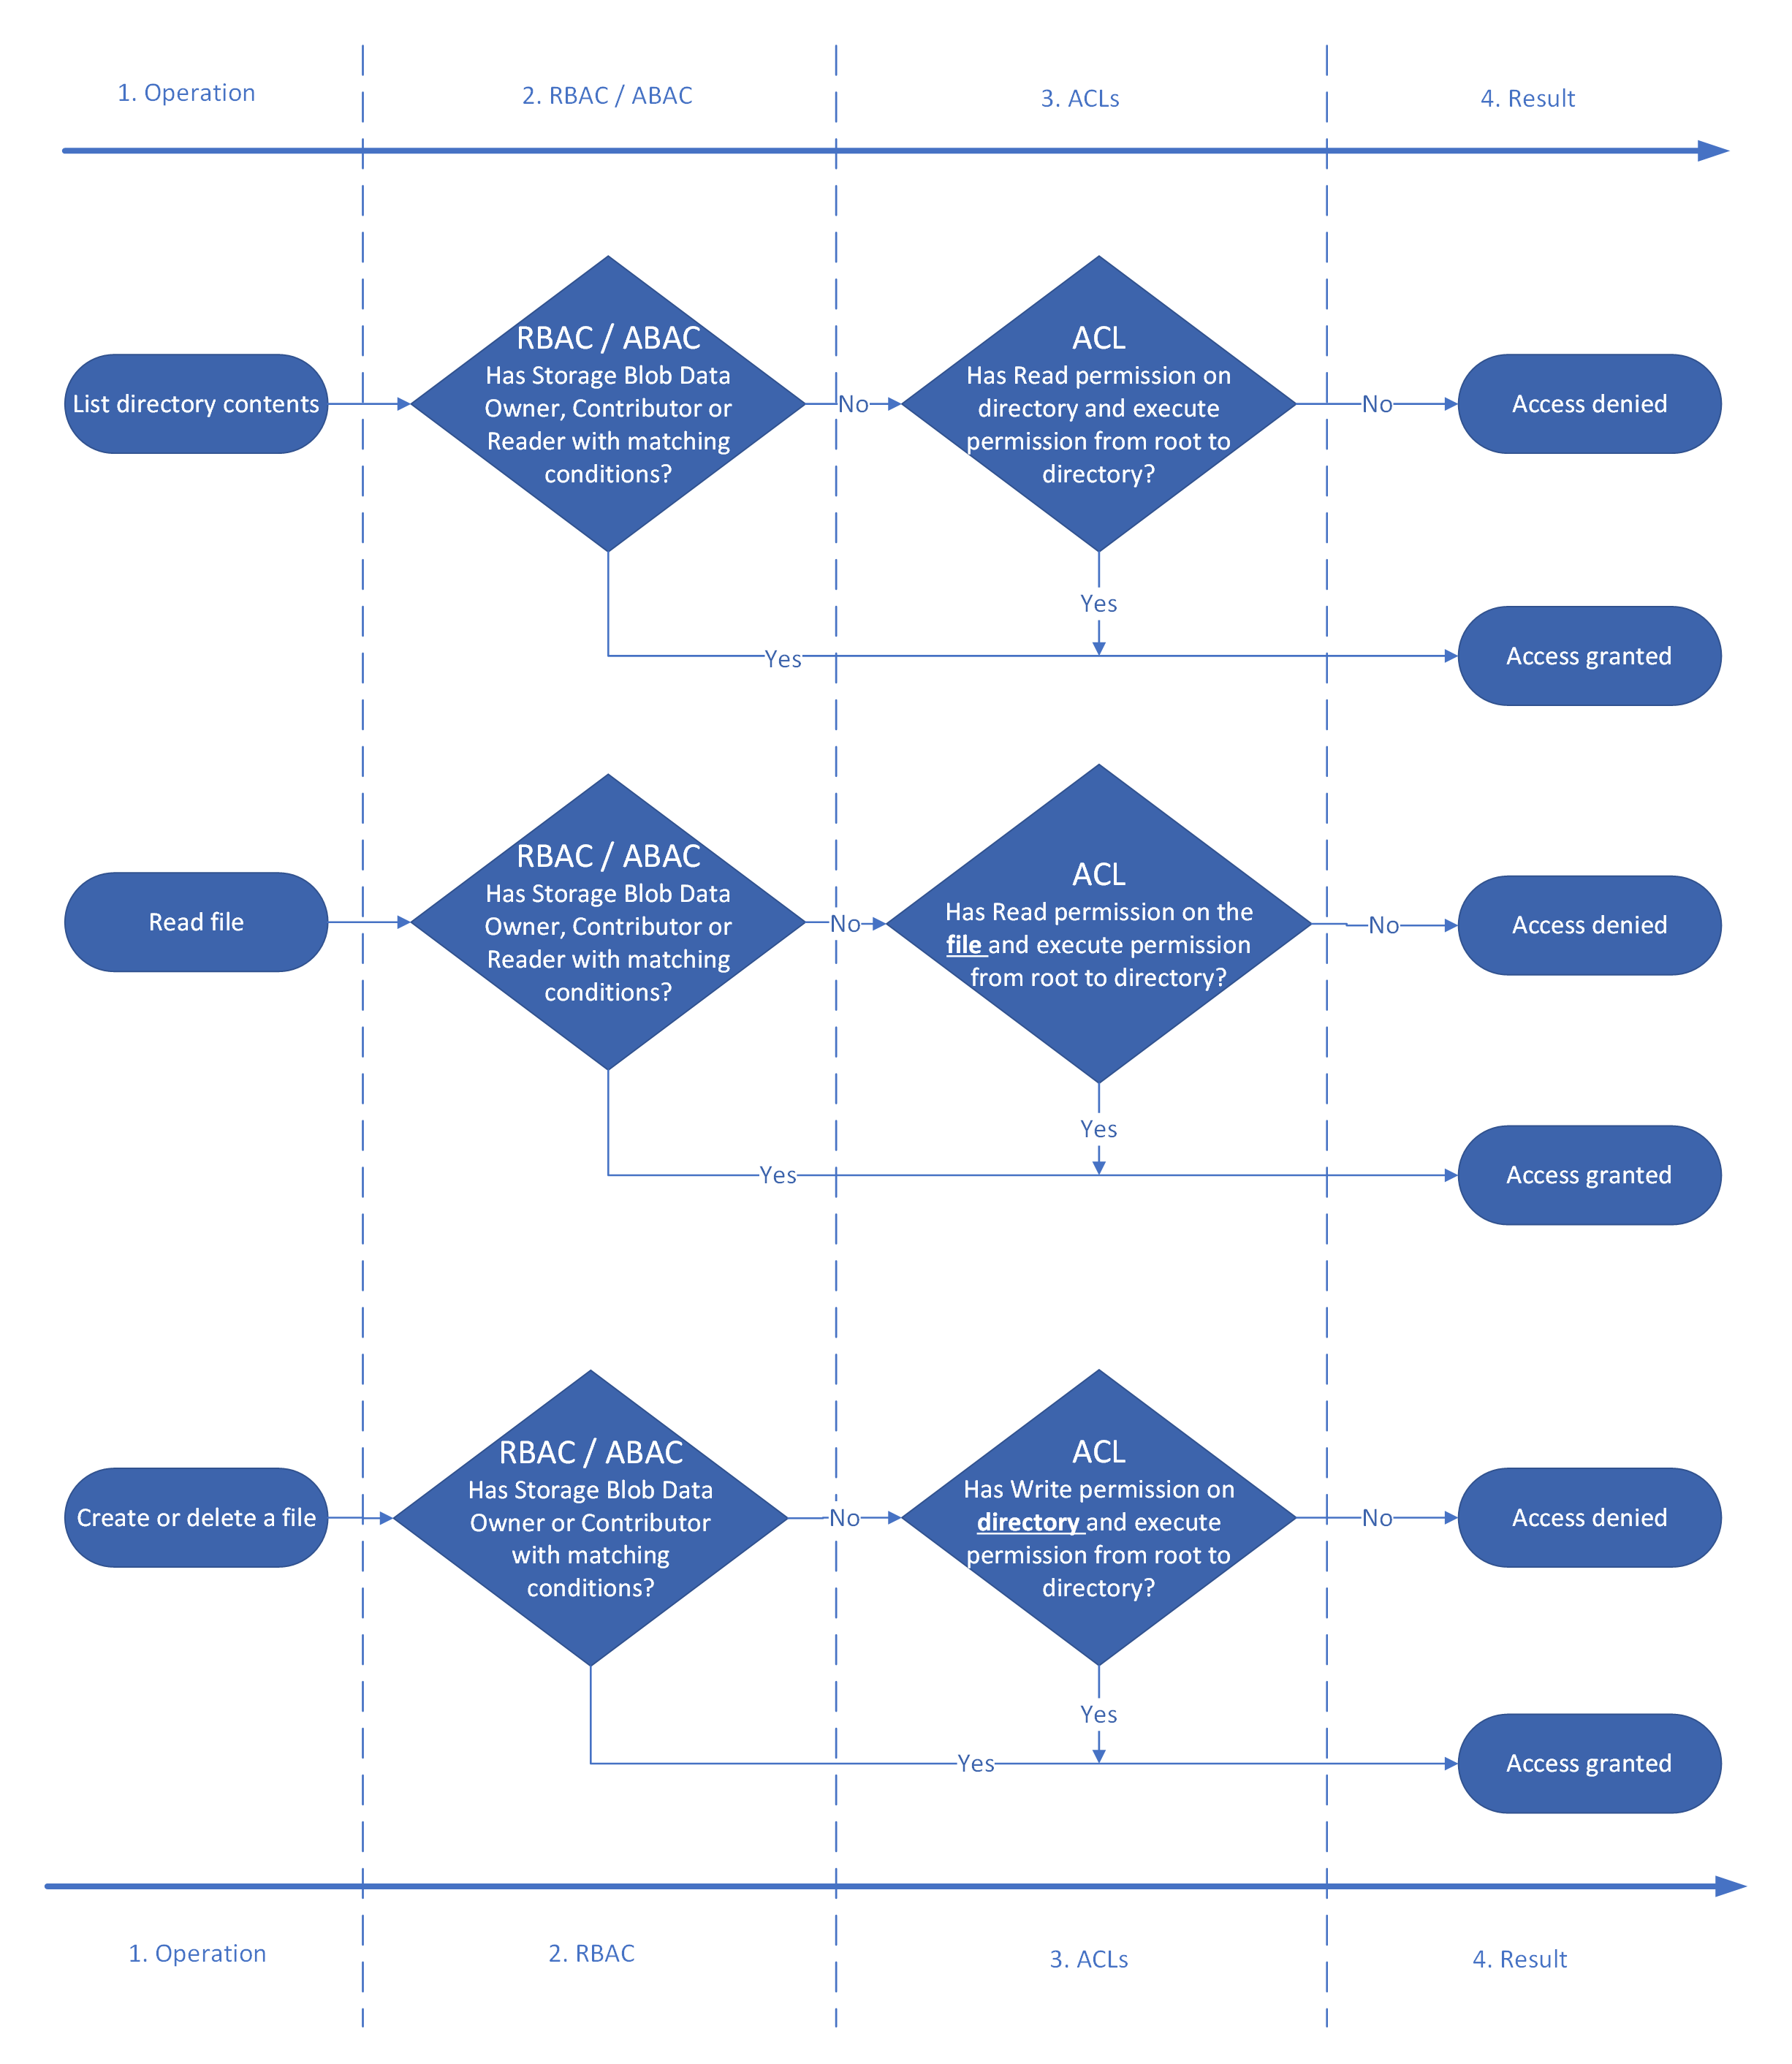 1. Operation
2. RBAC / ABAC
3. ACLs
4. Result
List directory contents
RBAC / ABAC
Has Storage Blob Data
Owner, Contributor or
Reader with matching
conditions?
No
ACL
Has Read permission on
directory and execute
permission from root to
directory?
No
Access denied
Yes
Yes
Access granted
Read file
RBAC / ABAC
Has Storage Blob Data
Owner, Contributor or
Reader with matching
conditions?
No
ACL
Has Read permission on the
file and execute permission
from root to directory?
No
Access denied
Yes
Yes
Access granted
Create or delete a file
RBAC / ABAC
Has Storage Blob Data
Owner or Contributor
with matching
conditions?
No
ACL
Has Write permission on
directory and execute
permission from root to
directory?
No
Access denied
Yes
Yes
Access granted
1. Operation
2. RBAC
3. ACLs
4. Result